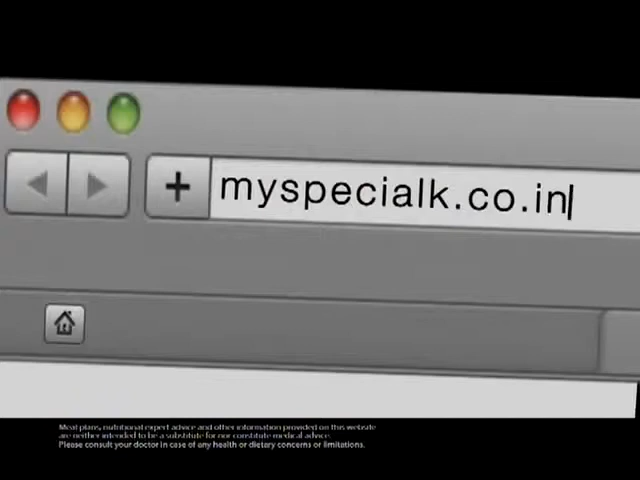 myspecialk.co.in
Meal plans, nutritional expert advice and other information provided on this website
are neither intended to be a substitute for nor constitute medical advice.
Please consult your doctor in case of any health or dietary concerns or limitations.